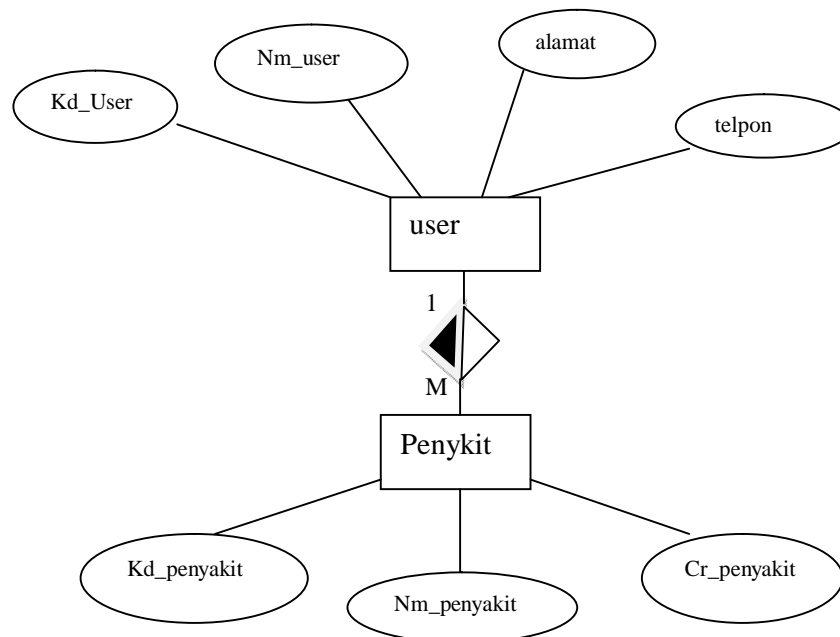 alamat
Nm_user
Kd_User
telpon
user
1
M
Penykit
Kd_penyakit
Cr_penyakit
Nm_penyakit